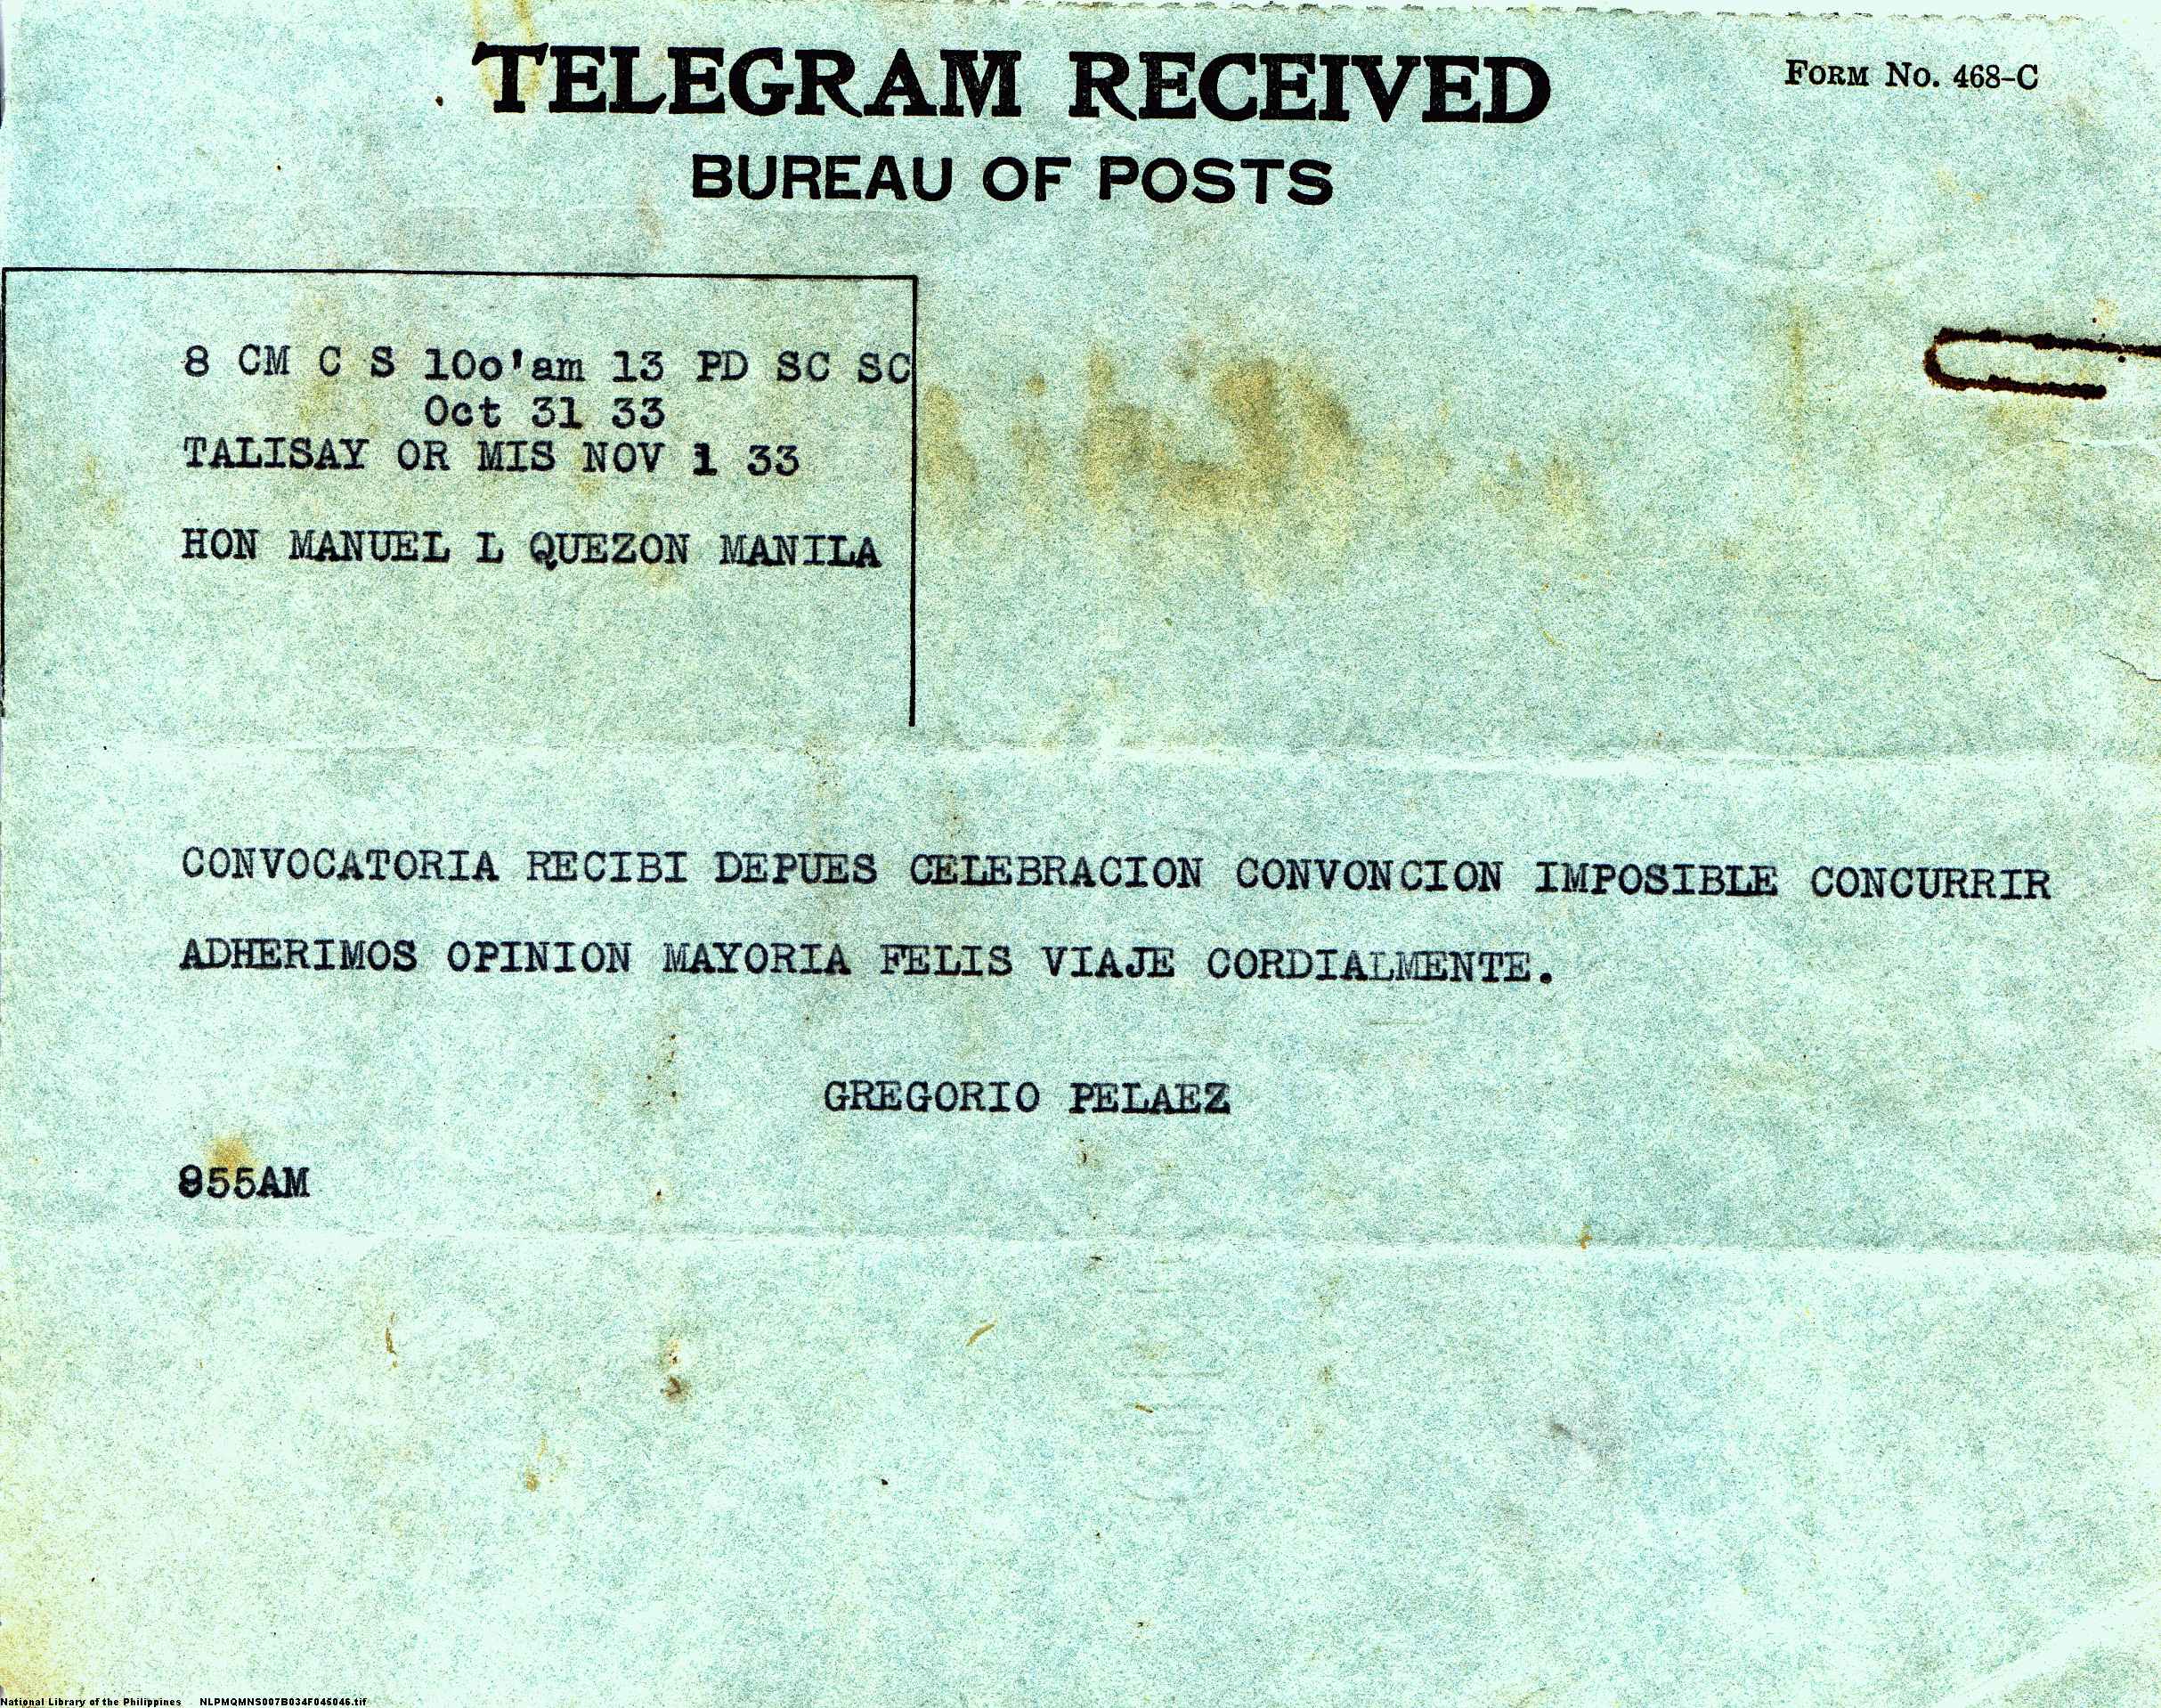 TELEGRAM RECEIVED
FORM NO. 468-C
BUREAU OF POSTS
8 CM C S 10o'am 13 PD SC SC
Oct 31 33
TALISAY OR MIS NOV 1 33
HON MANUEL L QUEZON MANILA
CONVOCATORIA RECIBI DEPUES CELEBRACION CONVONCION IMPOSIBLE CONCURRIR
ADHERIMOS OPINION MAYORIA FELIS VIAJE CORDIALMENTE.
GREGORIO PELAEZ
855AM
National Library of the Philippines NLPMQMNS007B034F046046.tif